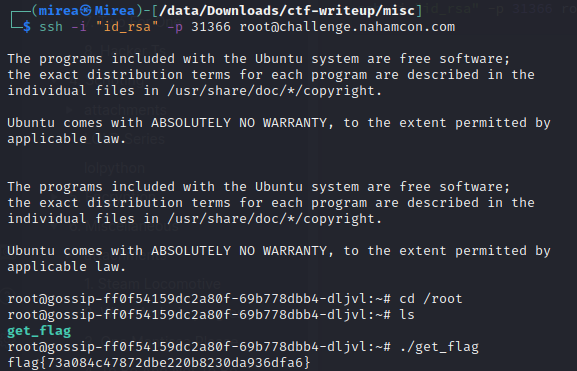 ┌──(mirea㉿Mirea)-[/data/Downloads/ctf-writeup/misc]
└─$ ssh -i "id_rsa" -p 31366 root@challenge.nahamcon.com
The programs included with the Ubuntu system are free software;
the exact distribution terms for each program are described in the
individual files in /usr/share/doc/*/copyright.
Ubuntu comes with ABSOLUTELY NO WARRANTY, to the extent permitted by
applicable law.
The programs included with the Ubuntu system are free software;
the exact distribution terms for each program are described in the
individual files in /usr/share/doc/*/copyright.
Ubuntu comes with ABSOLUTELY NO WARRANTY, to the extent permitted by
applicable law.
root@gossip-ff0f54159dc2a80f-69b778dbb4-dljvl:~# cd /root
root@gossip-ff0f54159dc2a80f-69b778dbb4-dljvl:~# ls
get_flag
root@gossip-ff0f54159dc2a80f-69b778dbb4-dljvl:~# ./get_flag
flag{73a084c47872dbe220b8230da936dfa6}